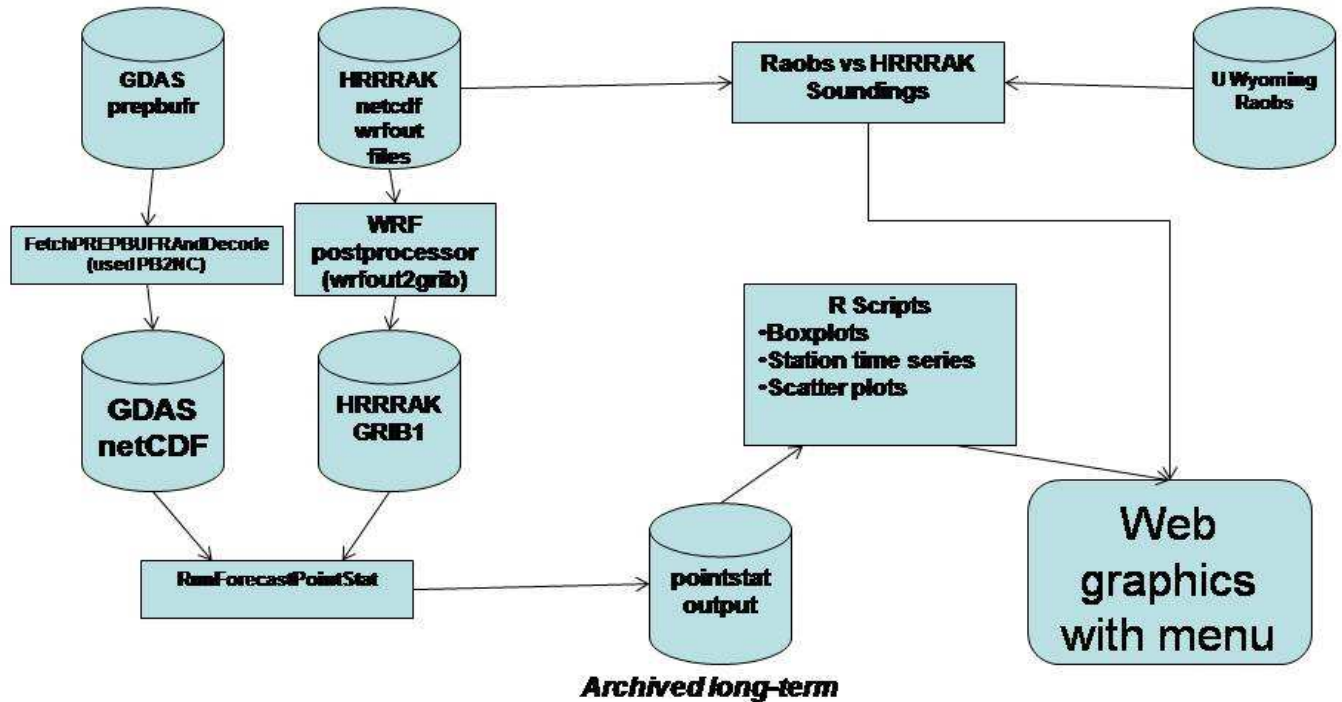 GDAS
prepbufr
HRRRAK
netcdf
wrfout
files
Raobs vs HRRRAK
Soundings
U Wyoming
Raobs
FetchPREPBUFRAndDecode
(used PB2NC)
WRF
postprocessor
(wrfout2grib)
GDAS
netCDF
HRRRAK
GRIB1
R Scripts
•Boxplots
•Station time series
•Scatter plots
RunForecastPointStat
pointstat
output
Archived long-term
Web
graphics
with menu